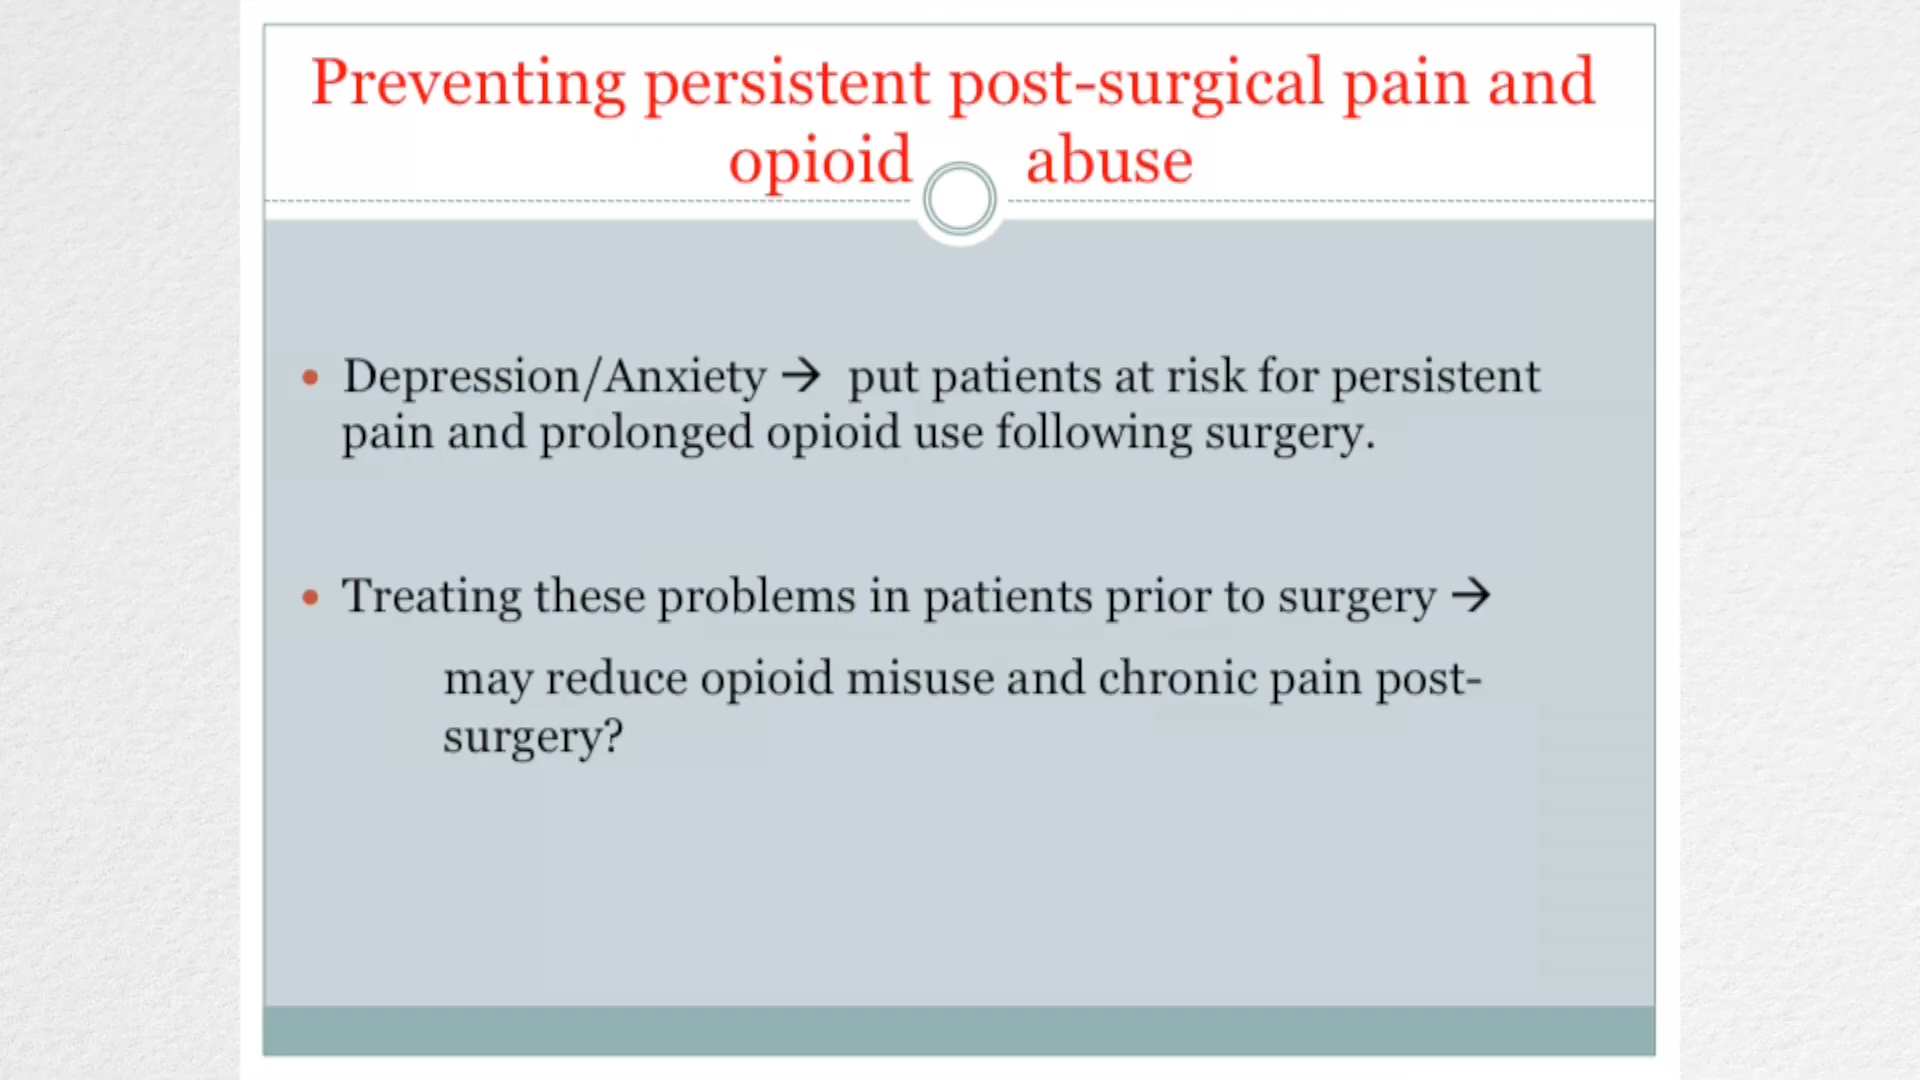 Preventing persistent post-surgical pain and
opioid abuse
• Depression/Anxiety → put patients at risk for persistent
pain and prolonged opioid use following surgery.
• Treating these problems in patients prior to surgery →
may reduce opioid misuse and chronic pain post-
surgery?